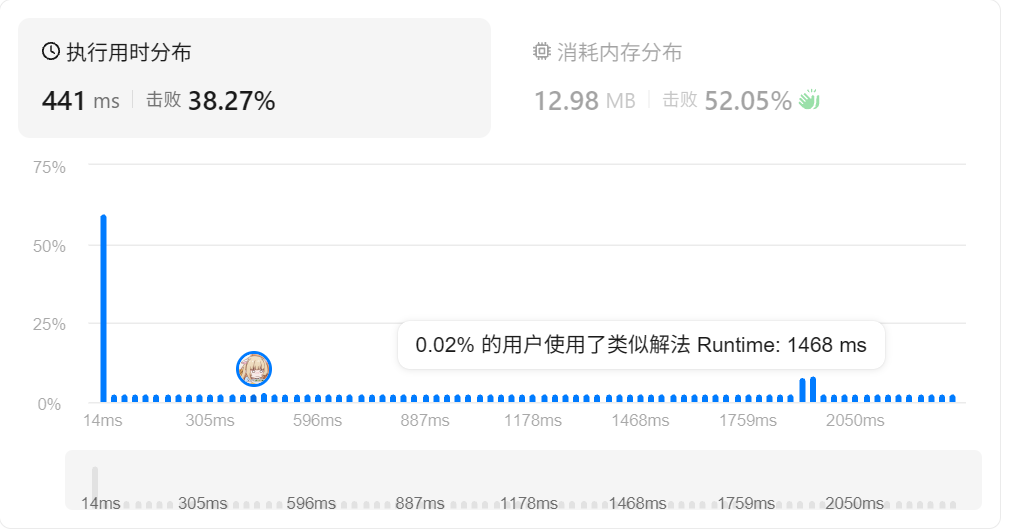 执行用时分布
441 ms 击败 38.27%
消耗内存分布
12.98 MB 击败 52.05%
75%
50%
25%
0%
0.02% 的用户使用了类似解法 Runtime: 1468 ms
14ms 305ms 596ms 887ms 1178ms 1468ms 1759ms 2050ms
14ms 305ms 596ms 887ms 1178ms 1468ms 1759ms 2050ms